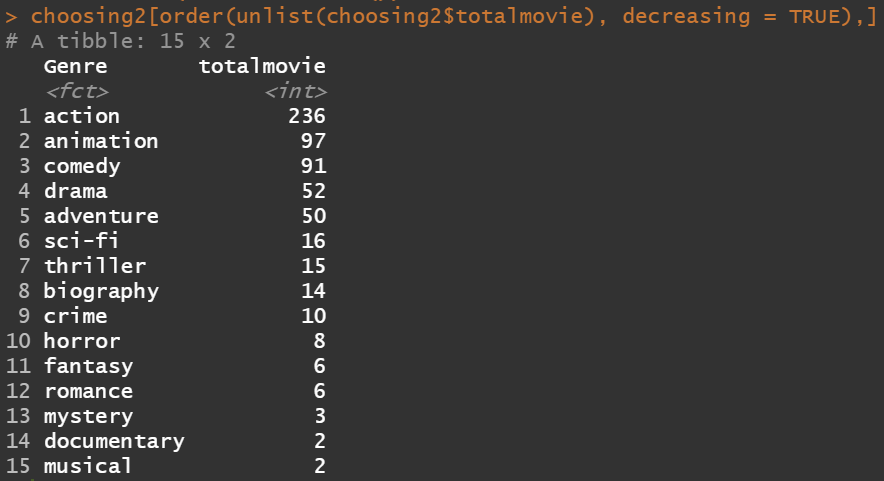 > choosing2[order(unlist(choosing2$totalmovie), decreasing = TRUE),]
# A tibble: 15 x 2
   Genre       totalmovie
   <fct>            <int>
 1 action             236
 2 animation           97
 3 comedy              91
 4 drama               52
 5 adventure           50
 6 sci-fi              16
 7 thriller            15
 8 biography           14
 9 crime               10
10 horror               8
11 fantasy              6
12 romance              6
13 mystery              3
14 documentary          2
15 musical              2